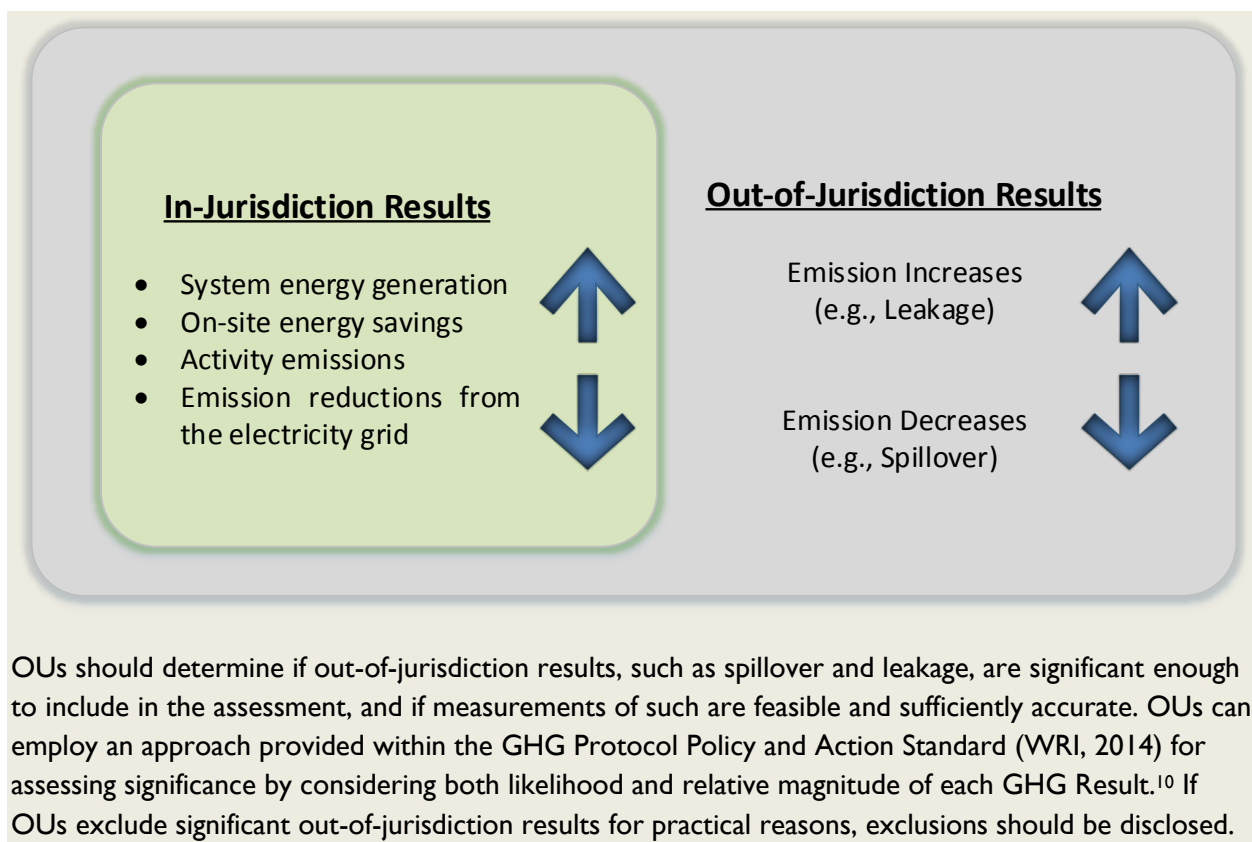 In-Jurisdiction Results
• System energy generation
• On-site energy savings
• Activity emissions
• Emission reductions from
the electricity grid
Out-of-Jurisdiction Results
Emission Increases
(e.g., Leakage)
Emission Decreases
(e.g., Spillover)
OUs should determine if out-of-jurisdiction results, such as spillover and leakage, are significant enough
to include in the assessment, and if measurements of such are feasible and sufficiently accurate. OUs can
employ an approach provided within the GHG Protocol Policy and Action Standard (WRI, 2014) for
assessing significance by considering both likelihood and relative magnitude of each GHG Result.10 If
OUs exclude significant out-of-jurisdiction results for practical reasons, exclusions should be disclosed.